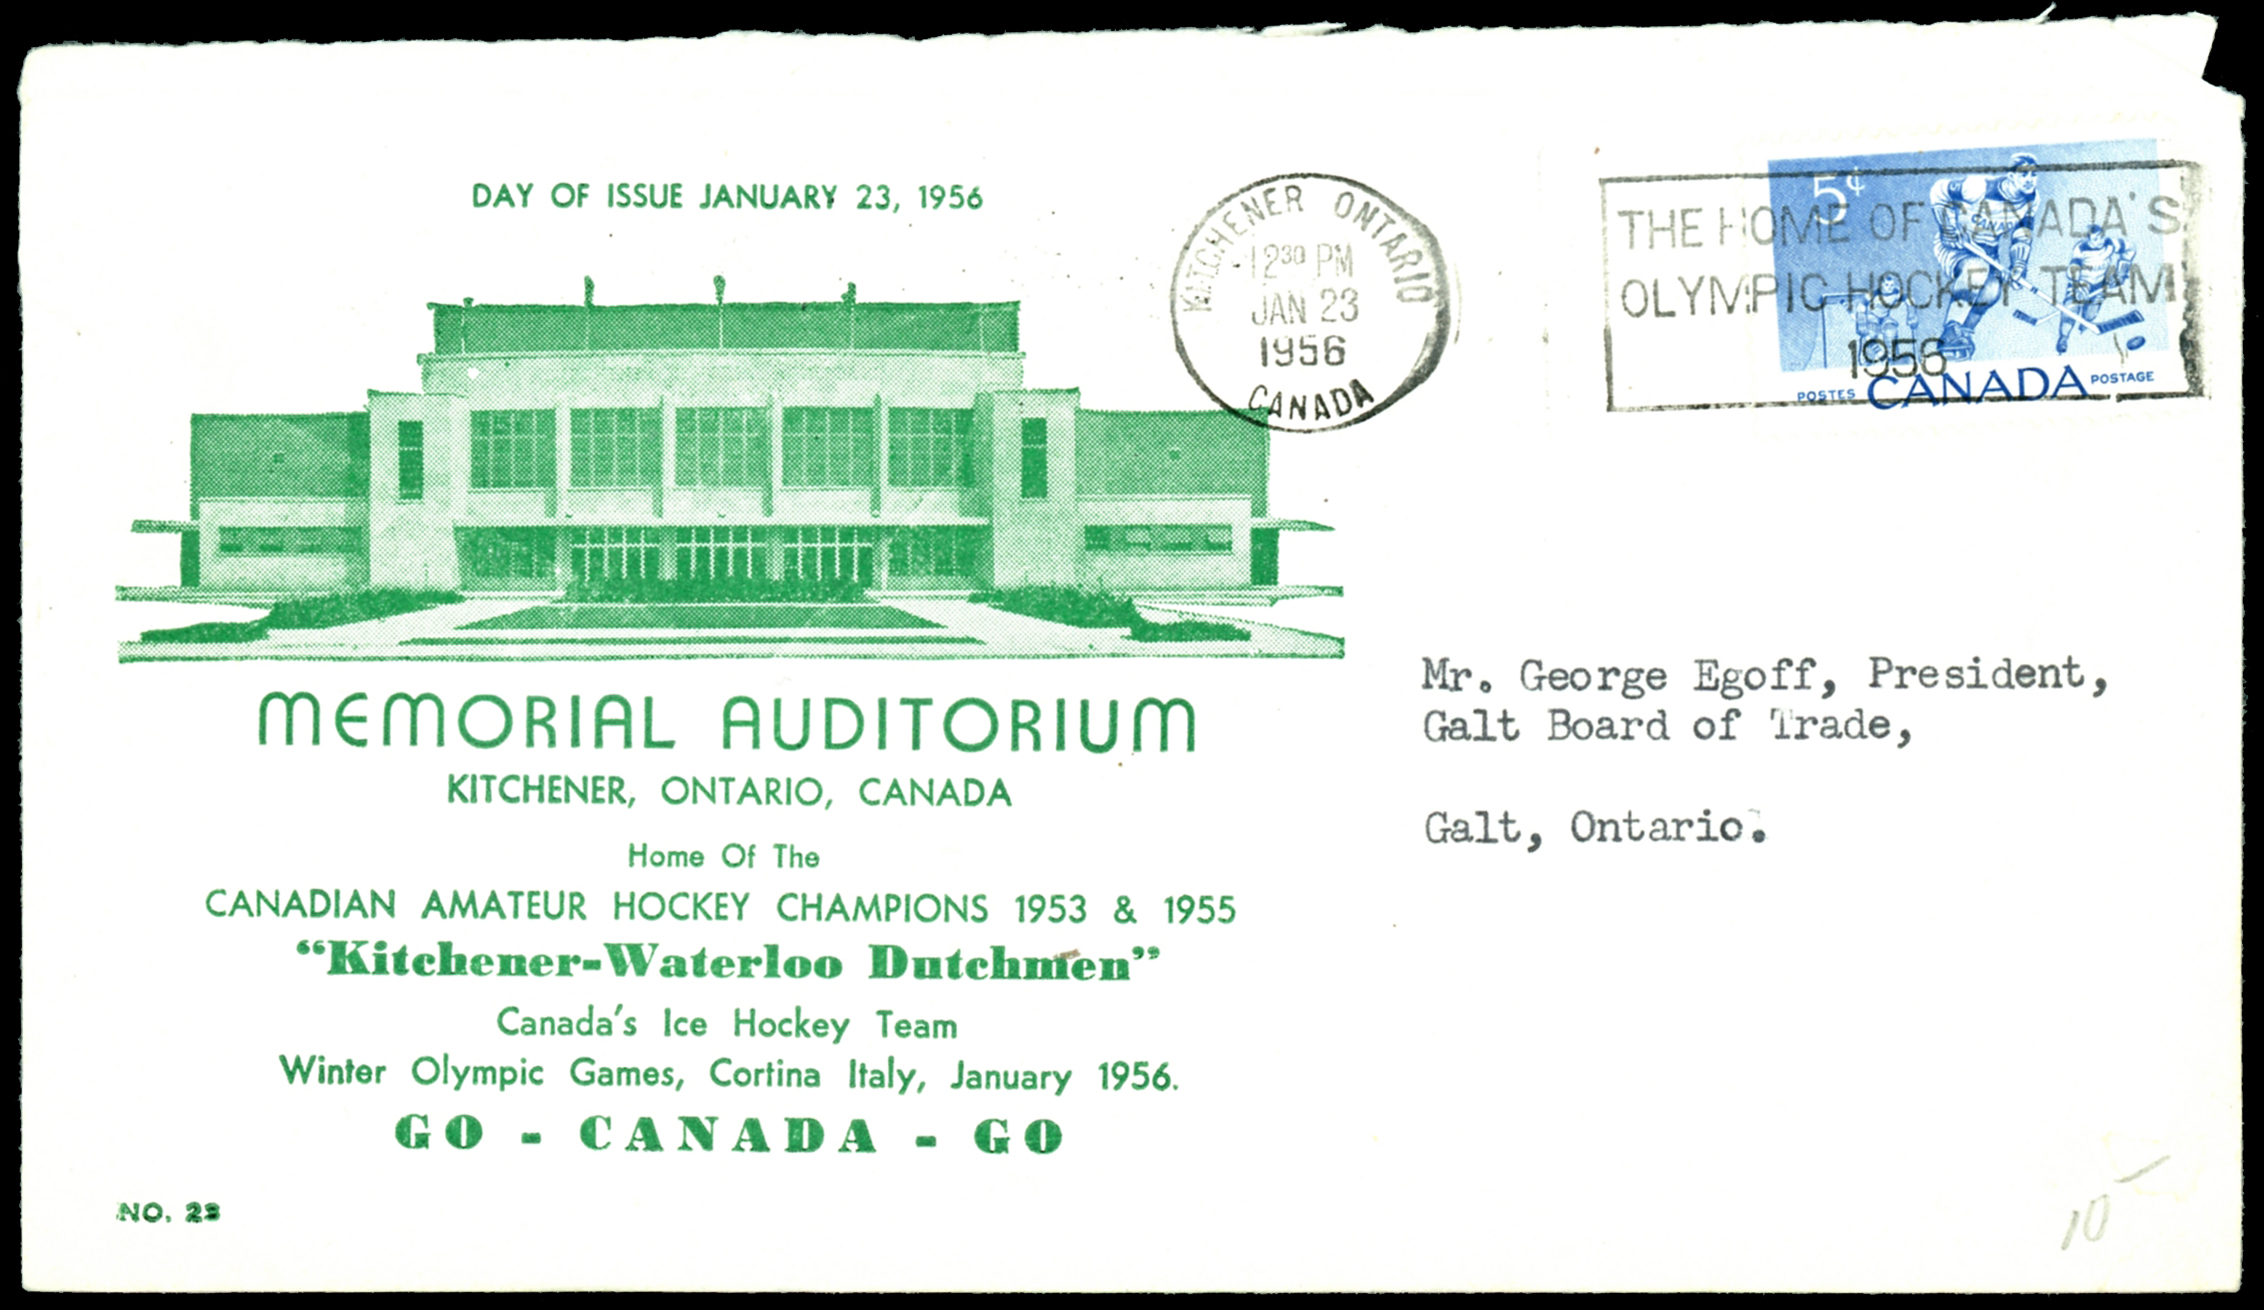 DAY OF ISSUE JANUARY 23, 1956
KITCHENER ONTARIO
12³⁰ PM
JAN 23
1956
CANADA
THE HOME OF CANADA'S
OLYMPIC HOCKEY TEAM
1956
5¢
POSTES CANADA POSTAGE
Mr. George Egoff, President,
Galt Board of Trade,
Galt, Ontario.
MEMORIAL AUDITORIUM
KITCHENER, ONTARIO, CANADA
Home Of The
CANADIAN AMATEUR HOCKEY CHAMPIONS 1953 & 1955
“Kitchener-Waterloo Dutchmen”
Canada's Ice Hockey Team
Winter Olympic Games, Cortina Italy, January 1956.
GO - CANADA - GO
NO. 23
10